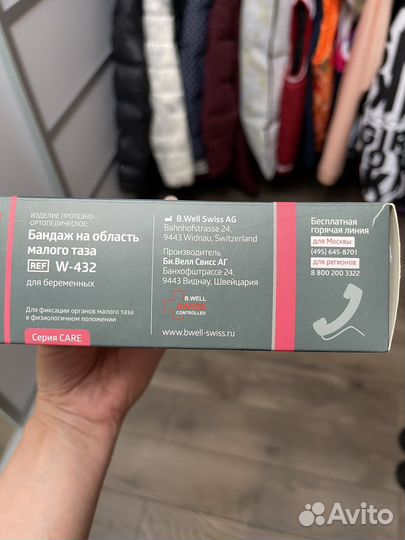 ИЗДЕЛИЕ ПРОТЕЗНО-
ОРТОПЕДИЧЕСКОЕ:
Бандаж на область
малого таза
REF W-432
для беременных
Для фиксации органов малого таза
в физиологичном положении
Серия CARE
B.Well Swiss AG
Bahnhofstrasse 24,
9443 Widnau, Switzerland
Производитель
Би.Велл Свисс АГ
Банхофштрассе 24,
9443 Виднау, Швейцария
B.WELL
SWISS
CONTROLLED
www.bwell-swiss.ru
Бесплатная
горячая линия
для Москвы
(495) 645-8701
для регионов
8 800 200 3322
Avito